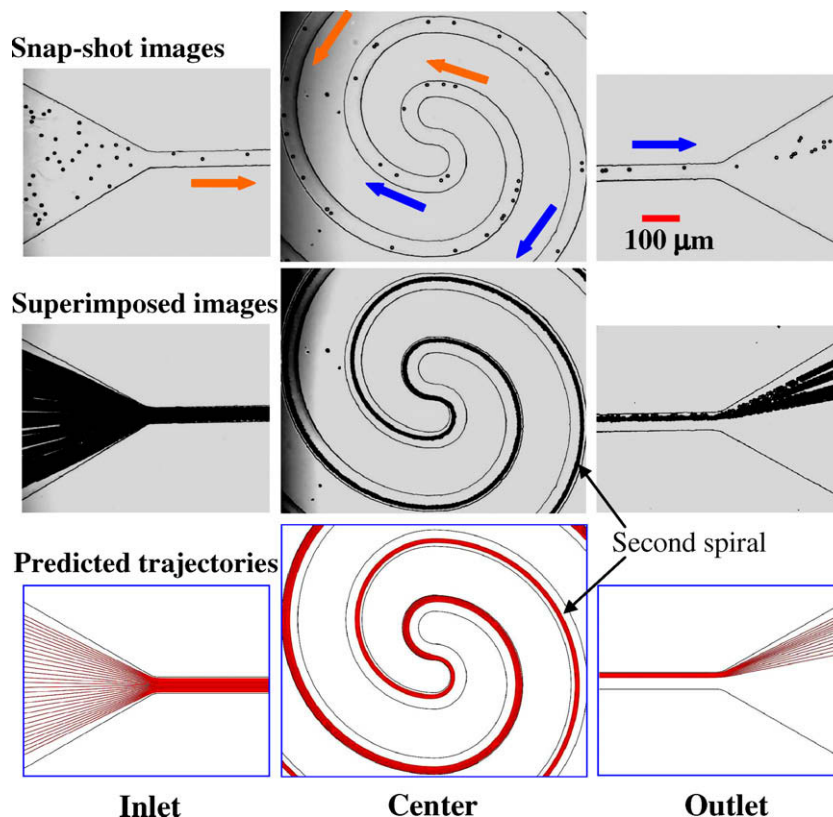 Snap-shot images
100 μm
Superimposed images
Second spiral
Predicted trajectories
Inlet
Center
Outlet